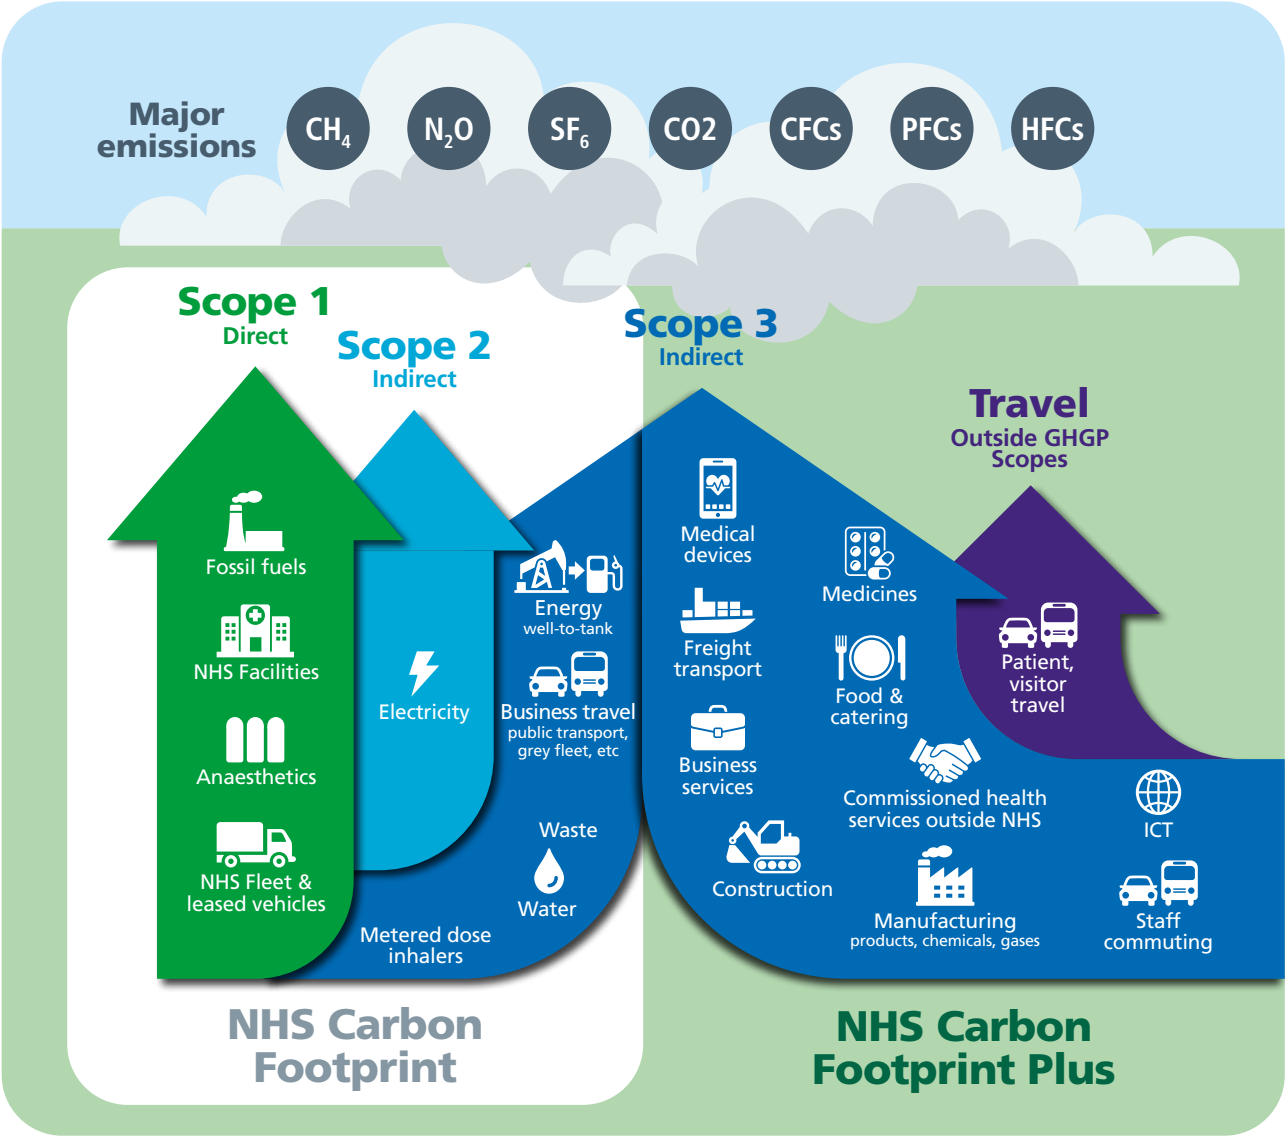 Major
emissions
CH₄
N₂O
SF₆
CO2
CFCs
PFCs
HFCs
Scope 1
Direct
Scope 2
Indirect
Scope 3
Indirect
Travel
Outside GHGP
Scopes
Fossil fuels
NHS Facilities
Anaesthetics
NHS Fleet &
leased vehicles
Electricity
Energy
well-to-tank
Business travel
public transport,
grey fleet, etc
Waste
Water
Metered dose
inhalers
Medical
devices
Freight
transport
Business
services
Construction
Medicines
Food &
catering
Commissioned health
services outside NHS
Manufacturing
products, chemicals, gases
Patient,
visitor
travel
ICT
Staff
commuting
NHS Carbon
Footprint
NHS Carbon
Footprint Plus